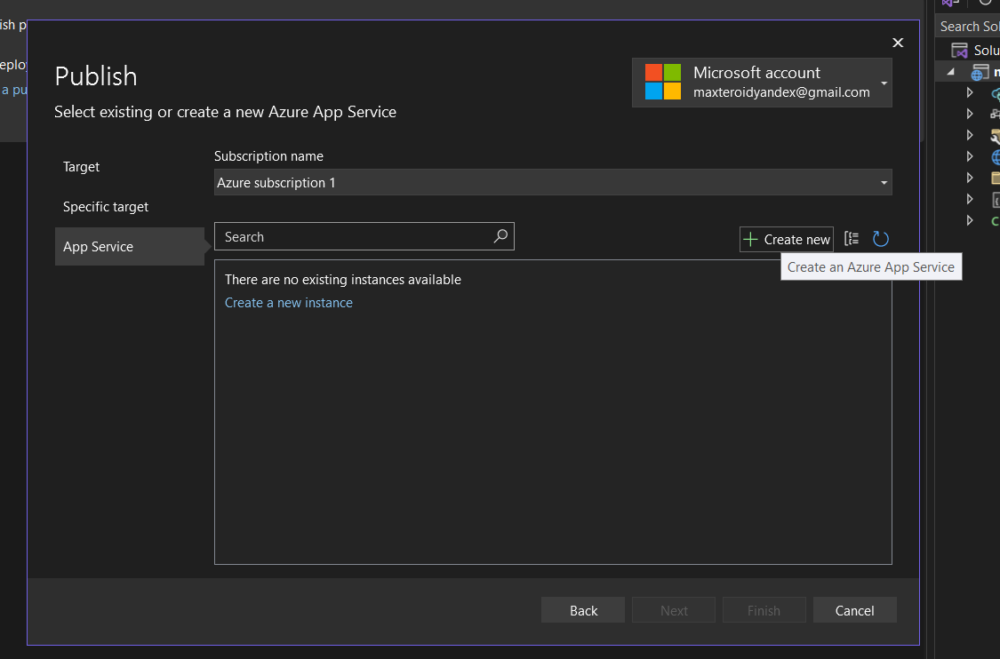 ish p
Search Sol
Solu
Publish
Microsoft account
maxteroidyandex@gmail.com
eploy
a pu
Select existing or create a new Azure App Service
Target
Subscription name
Azure subscription 1
Specific target
App Service
Search
Create new
Create an Azure App Service
There are no existing instances available
Create a new instance
Back
Next
Finish
Cancel